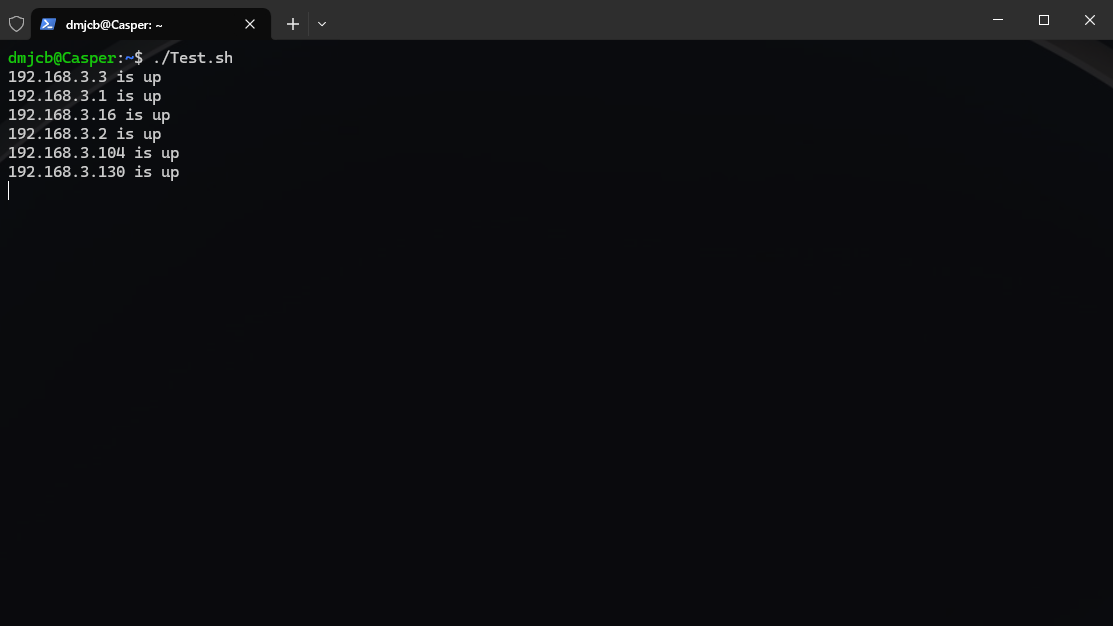 dmjcb@Casper: ~
dmjcb@Casper:~$ ./Test.sh
192.168.3.3 is up
192.168.3.1 is up
192.168.3.16 is up
192.168.3.2 is up
192.168.3.104 is up
192.168.3.130 is up